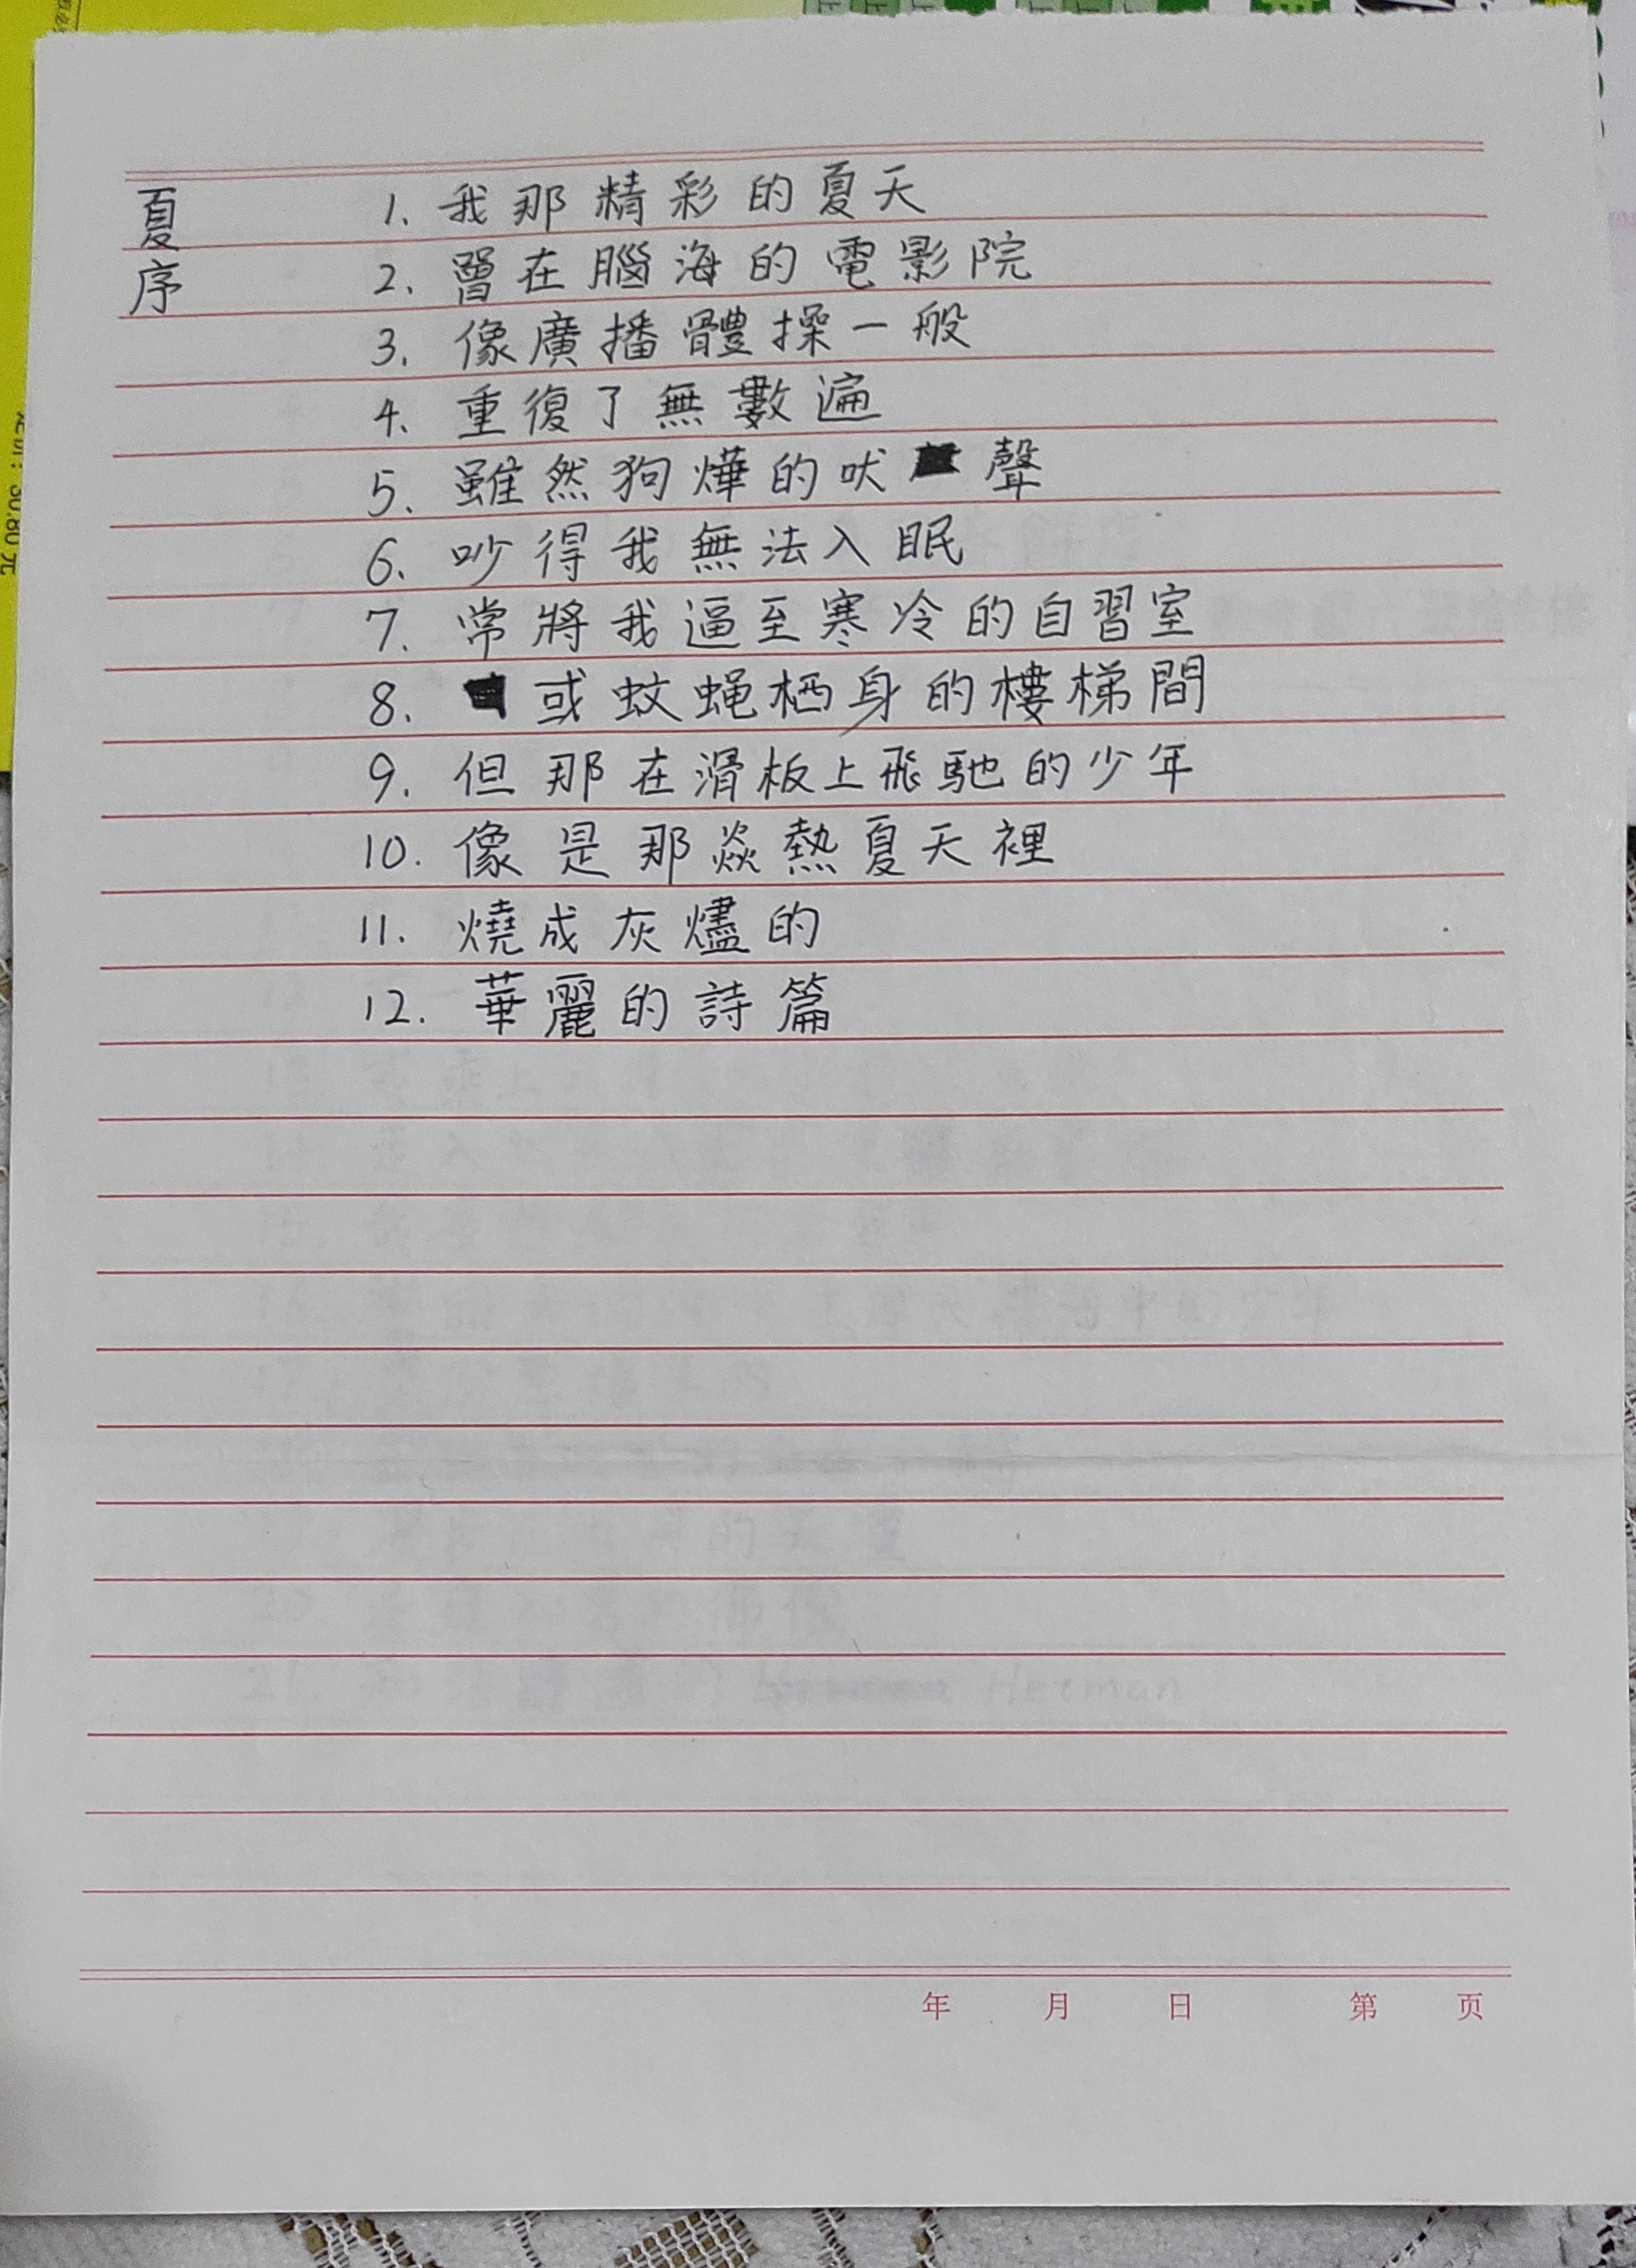 夏序
1. 我那精彩的夏天
2. 曾在腦海的電影院
3. 像廣播體操一般
4. 重復了無數遍
5. 雖然狗燁的吠聲
6. 吵得我無法入眠
7. 常將我逼至寒冷的自習室
8. 或蚊蝇栖身的樓梯間
9. 但那在滑板上飛馳的少年
10. 像是那焱熱夏天裡
11. 燒成灰燼的
12. 華麗的詩篇
年 月 日 第 页